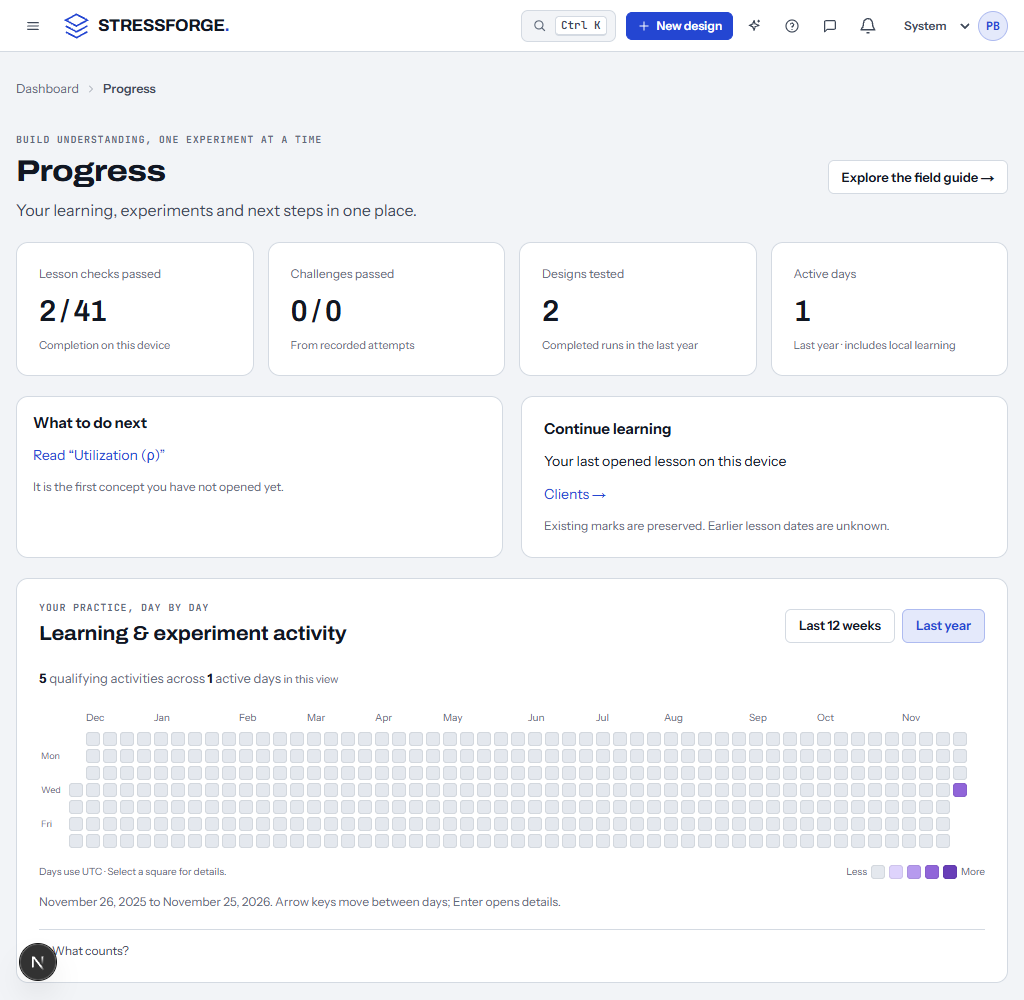 STRESSFORGE.
Ctrl K
+ New design
System
PB
Dashboard > Progress
BUILD UNDERSTANDING, ONE EXPERIMENT AT A TIME
Progress
Explore the field guide →
Your learning, experiments and next steps in one place.
Lesson checks passed
2 / 41
Completion on this device
Challenges passed
0 / 0
From recorded attempts
Designs tested
2
Completed runs in the last year
Active days
1
Last year · includes local learning
What to do next
Read “Utilization (ρ)”
It is the first concept you have not opened yet.
Continue learning
Your last opened lesson on this device
Clients →
Existing marks are preserved. Earlier lesson dates are unknown.
YOUR PRACTICE, DAY BY DAY
Learning & experiment activity
Last 12 weeks
Last year
5 qualifying activities across 1 active days in this view
Dec Jan Feb Mar Apr May Jun Jul Aug Sep Oct Nov
Mon
Wed
Fri
Days use UTC · Select a square for details.
Less
More
November 26, 2025 to November 25, 2026. Arrow keys move between days; Enter opens details.
N
What counts?